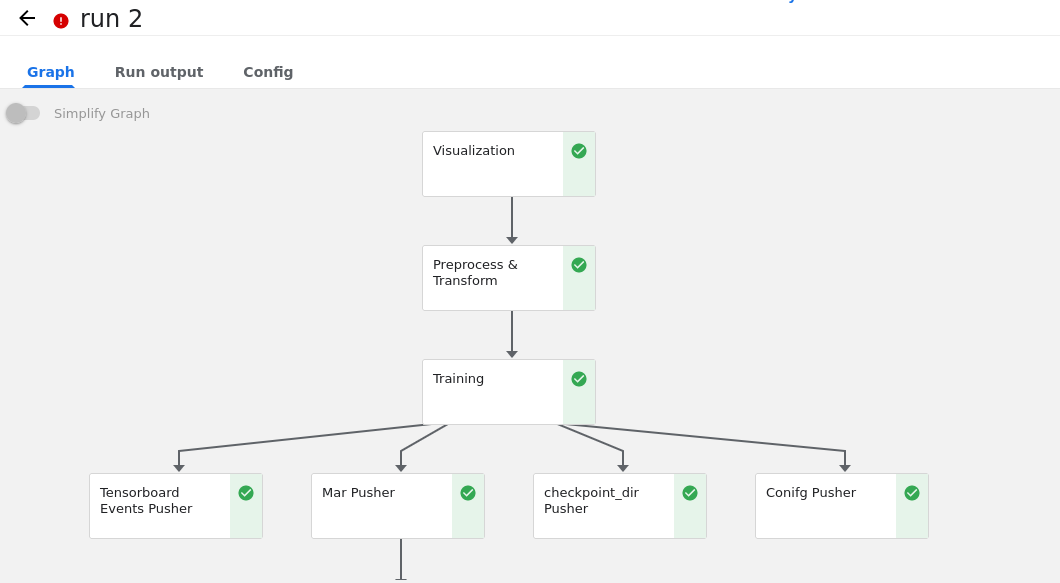 run 2
Graph
Run output
Config
Simplify Graph
Visualization
Preprocess &
Transform
Training
Tensorboard
Events Pusher
Mar Pusher
checkpoint_dir
Pusher
Conifg Pusher